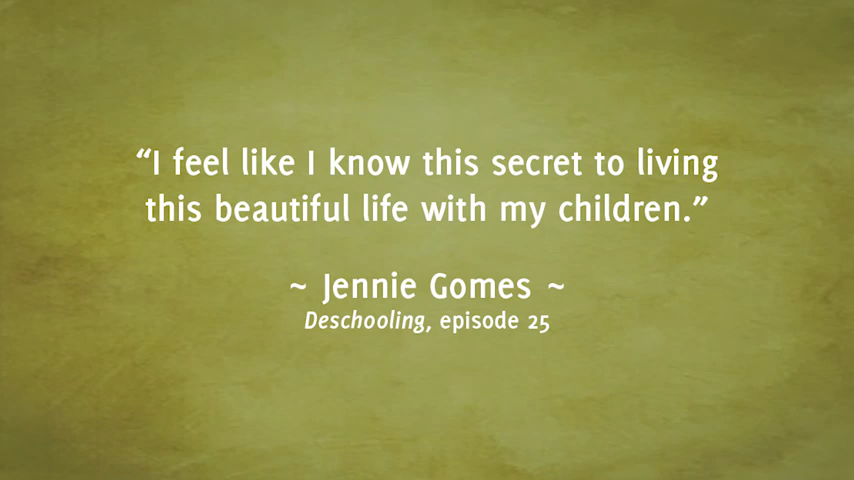 “I feel like I know this secret to living
this beautiful life with my children.”
~ Jennie Gomes ~
Deschooling, episode 25